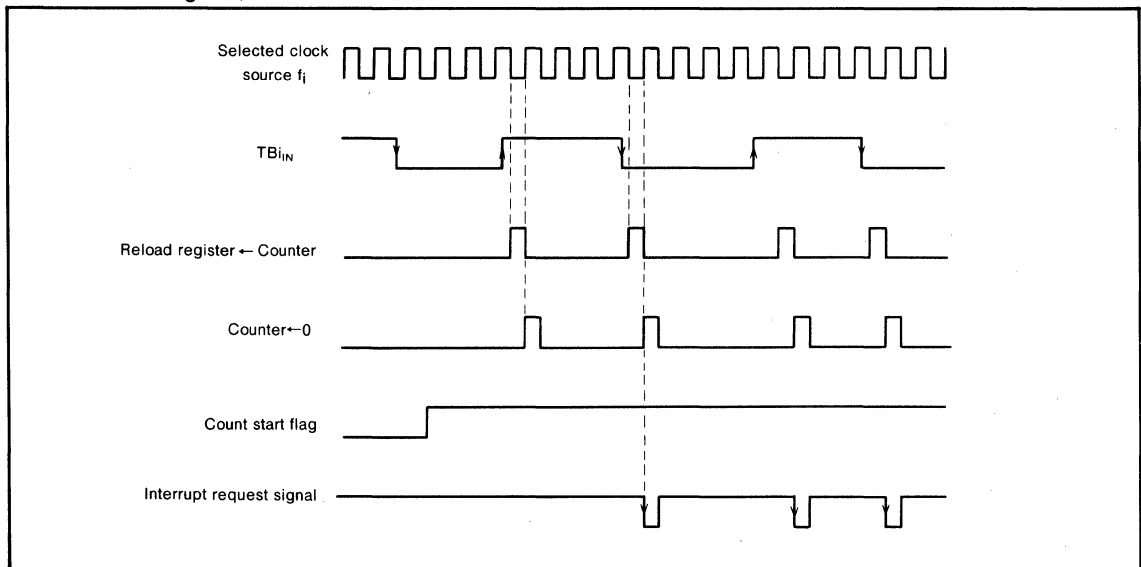 Selected clock
source fi
TBiIN
Reload register ← Counter
Counter←0
Count start flag
Interrupt request signal